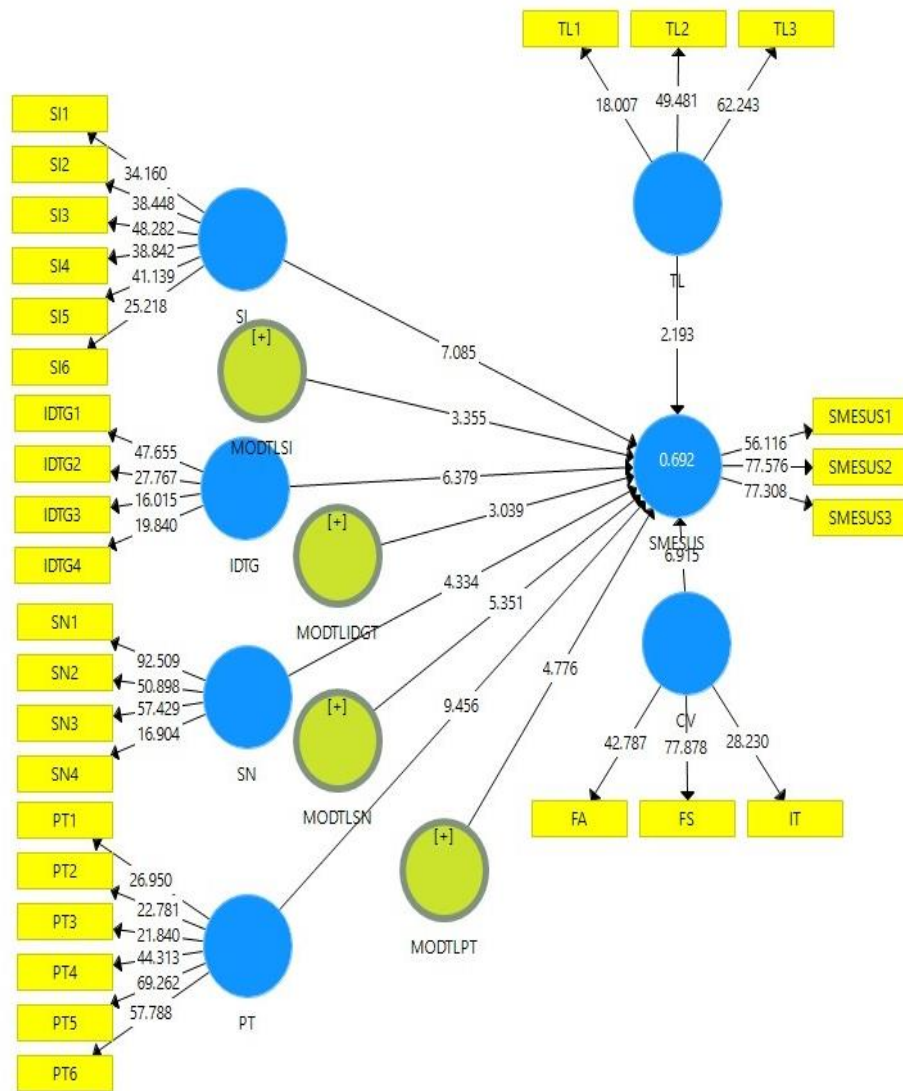 TL1
TL2
TL3
18.007
49.481
62.243
TL
2.193
SI1
SI2
SI3
SI4
SI5
SI6
34.160
38.448
48.282
38.842
41.139
25.218
SI
7.085
[+]
MODTLSI
3.355
IDTG1
IDTG2
IDTG3
IDTG4
47.655
27.767
16.015
19.840
IDTG
6.379
[+]
MODTLIDGT
3.039
0.692
SMESUS
56.116
77.576
77.308
SMESUS1
SMESUS2
SMESUS3
SN1
SN2
SN3
SN4
92.509
50.898
57.429
16.904
SN
4.334
[+]
MODTLSN
5.351
6.915
CV
42.787
77.878
28.230
FA
FS
IT
PT1
PT2
PT3
PT4
PT5
PT6
26.950
22.781
21.840
44.313
69.262
57.788
PT
9.456
[+]
MODTLPT
4.776